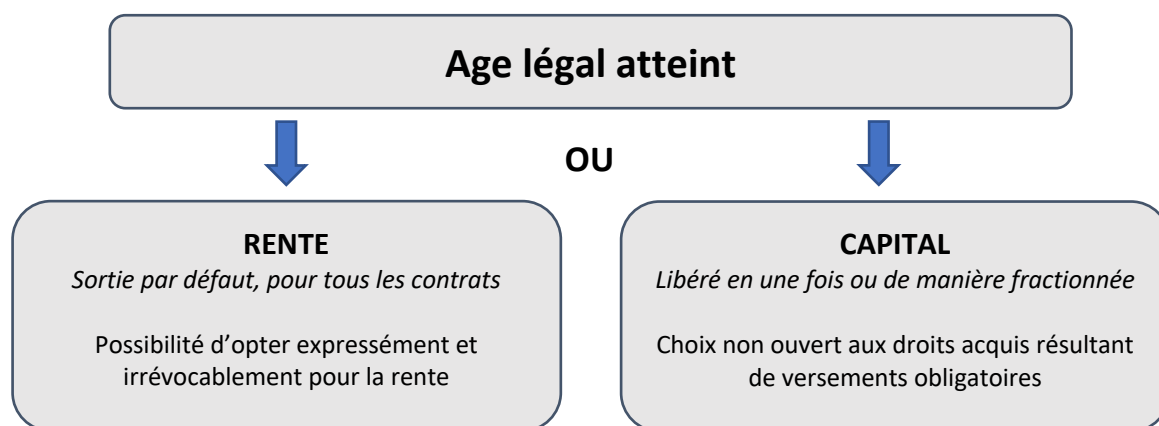 Age légal atteint
OU
RENTE
Sortie par défaut, pour tous les contrats
Possibilité d’opter expressément et
irrévocablement pour la rente
CAPITAL
Libéré en une fois ou de manière fractionnée
Choix non ouvert aux droits acquis résultant
de versements obligatoires